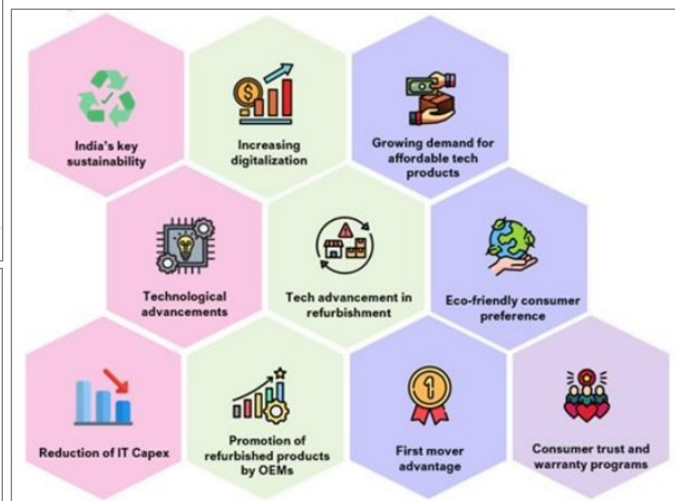 India's key
sustainability
Increasing
digitalization
Growing demand for
affordable tech
products
Technological
advancements
Tech advancement in
refurbishment
Eco-friendly consumer
preference
Reduction of IT Capex
Promotion of
refurbished products
by OEMs
First mover
advantage
Consumer trust and
warranty programs